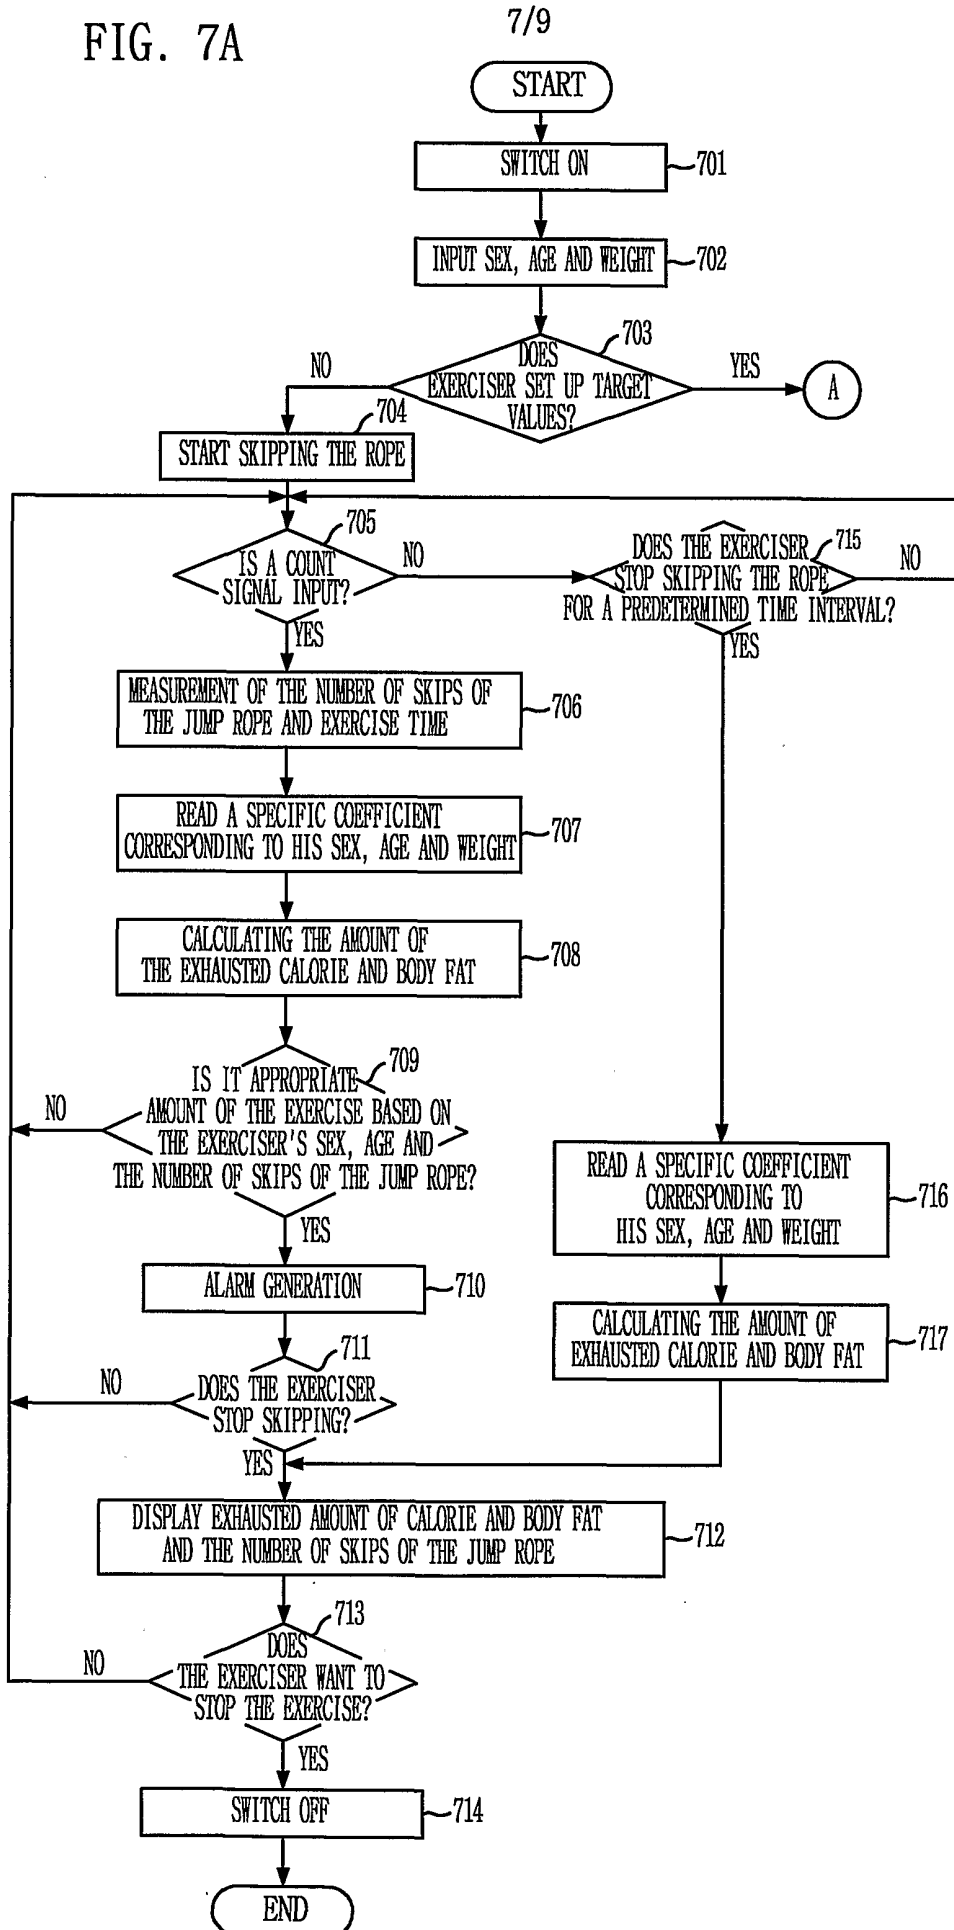 FIG. 7A
7/9
START
SWITCH ON
701
INPUT SEX, AGE AND WEIGHT
702
703
DOES
EXERCISER SET UP TARGET
VALUES?
NO
YES
A
704
START SKIPPING THE ROPE
705
IS A COUNT
SIGNAL INPUT?
NO
YES
DOES THE EXERCISER
715
STOP SKIPPING THE ROPE
FOR A PREDETERMINED TIME INTERVAL?
NO
YES
MEASUREMENT OF THE NUMBER OF SKIPS OF
THE JUMP ROPE AND EXERCISE TIME
706
READ A SPECIFIC COEFFICIENT
CORRESPONDING TO HIS SEX, AGE AND WEIGHT
707
CALCULATING THE AMOUNT OF
THE EXHAUSTED CALORIE AND BODY FAT
708
709
IS IT APPROPRIATE
AMOUNT OF THE EXERCISE BASED ON
THE EXERCISER'S SEX, AGE AND
THE NUMBER OF SKIPS OF THE JUMP ROPE?
NO
YES
READ A SPECIFIC COEFFICIENT
CORRESPONDING TO
HIS SEX, AGE AND WEIGHT
716
ALARM GENERATION
710
CALCULATING THE AMOUNT OF
EXHAUSTED CALORIE AND BODY FAT
717
711
DOES THE EXERCISER
STOP SKIPPING?
NO
YES
DISPLAY EXHAUSTED AMOUNT OF CALORIE AND BODY FAT
AND THE NUMBER OF SKIPS OF THE JUMP ROPE
712
713
DOES
THE EXERCISER WANT TO
STOP THE EXERCISE?
NO
YES
SWITCH OFF
714
END